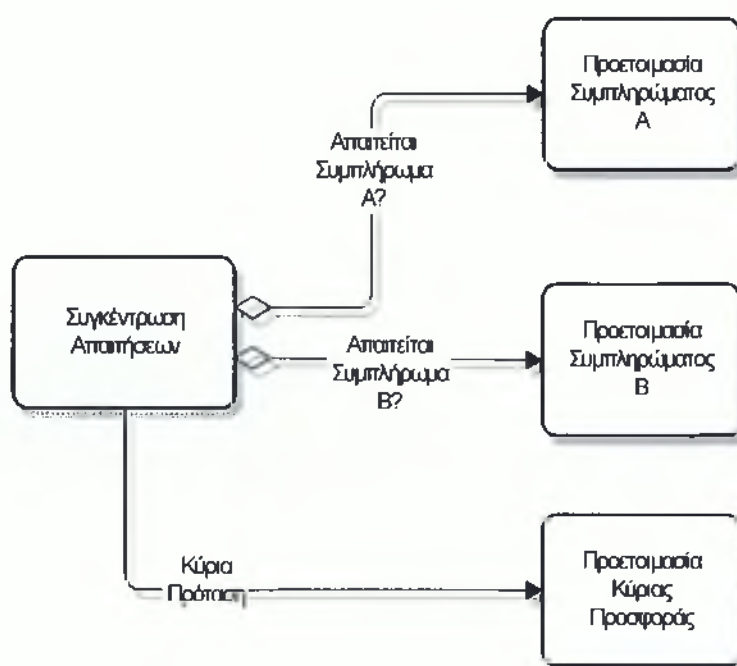 Προετοιμασία
Συμπληρώματος
Α
Απαιτείται
Συμπλήρωμα
Α?
Συγκέντρωση
Απαιτήσεων
Απαιτείται
Συμπλήρωμα
Β?
Προετοιμασία
Συμπληρώματος
Β
Κύρια
Πρόταση
Προετοιμασία
Κύριας
Προσφοράς